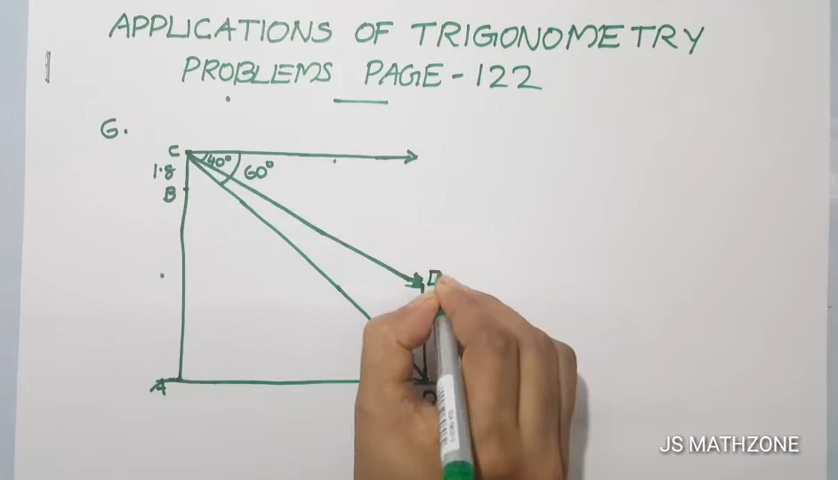 APPLICATIONS OF TRIGONOMETRY
PROBLEMS PAGE-122
6.
C
40°
60°
1.8
B
A
JS MATHZONE